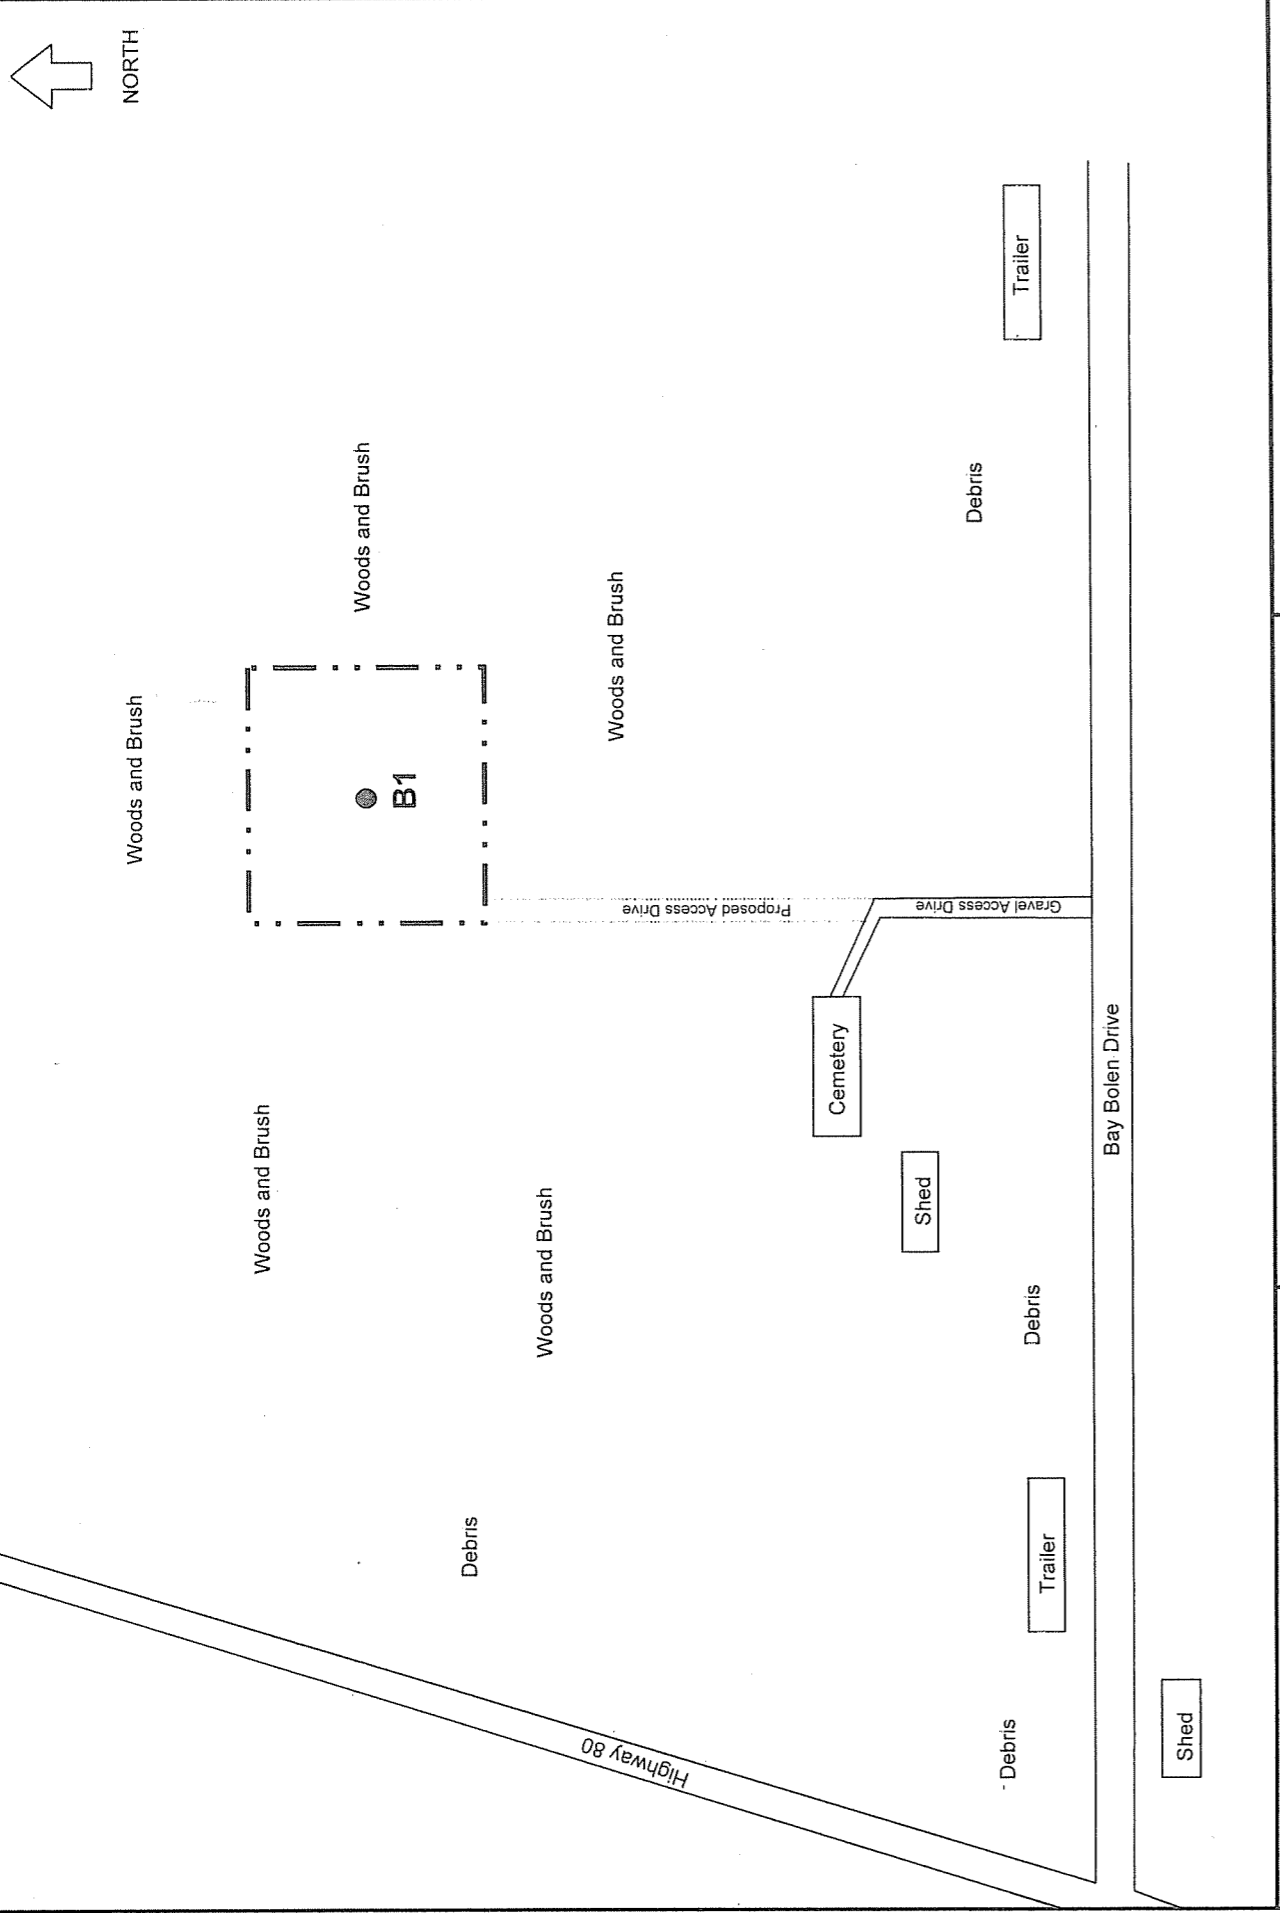 NORTH
Woods and Brush
Woods and Brush
Woods and Brush
B1
Debris
Woods and Brush
Woods and Brush
Highway 80
Proposed Access Drive
Cemetery
Shed
Gravel Access Drive
Debris
Debris
Trailer
Debris
Trailer
Bay Bolen Drive
Shed